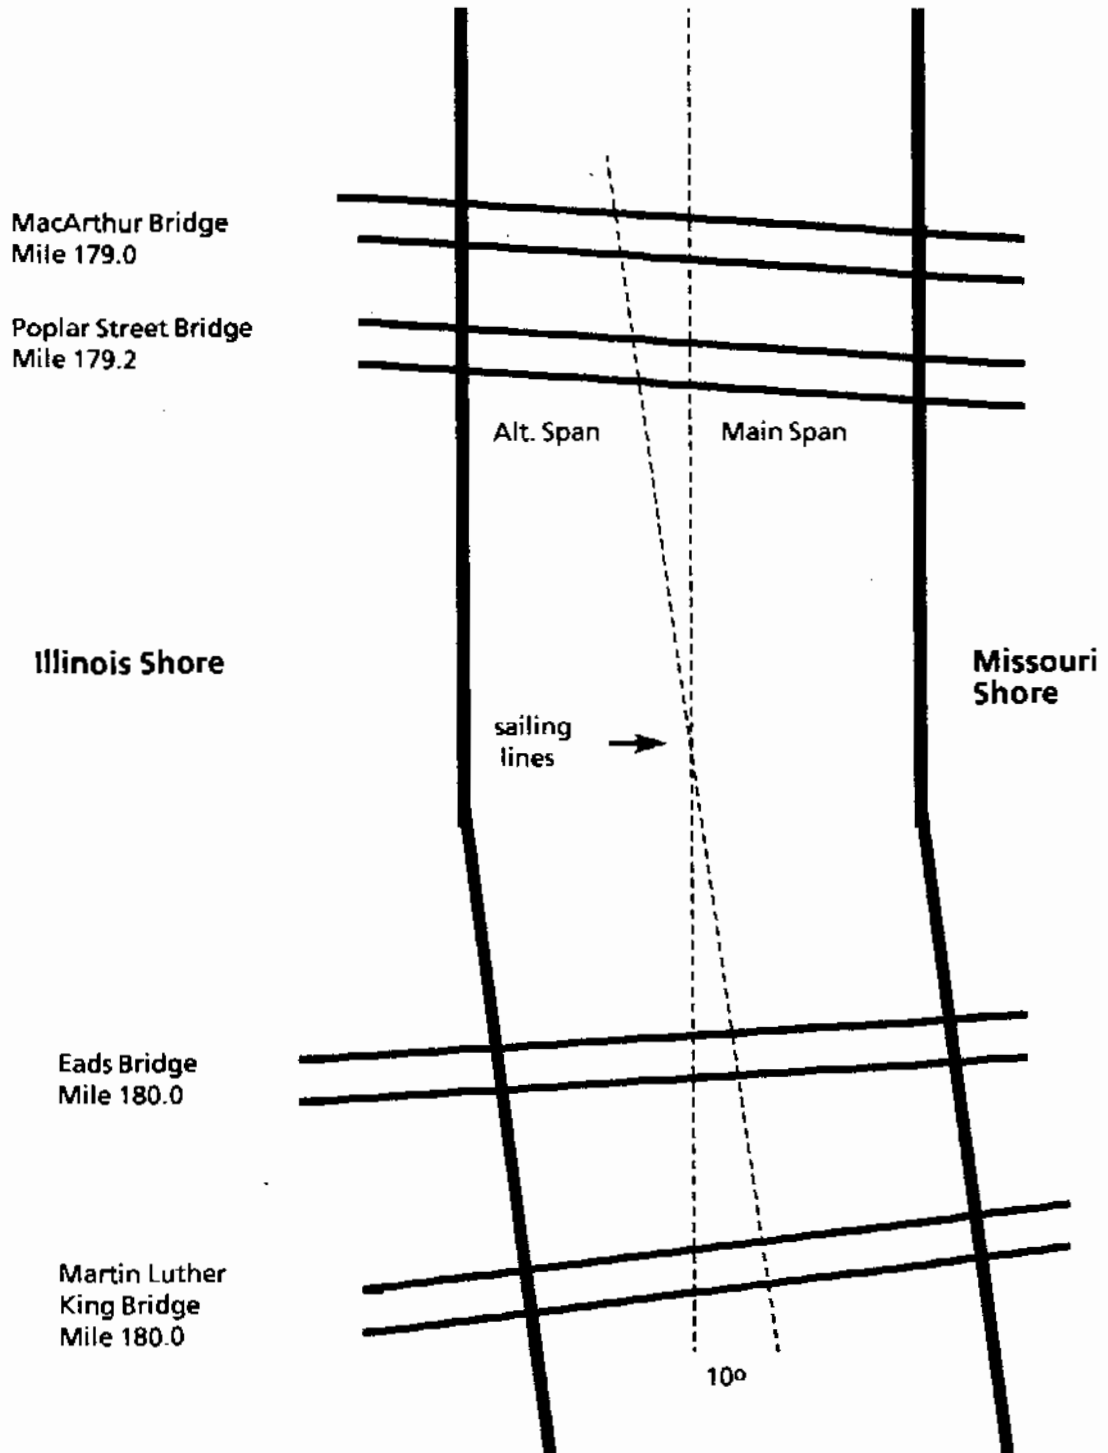 MacArthur Bridge
Mile 179.0
Poplar Street Bridge
Mile 179.2
Alt. Span
Main Span
Illinois Shore
Missouri
Shore
sailing
lines
Eads Bridge
Mile 180.0
Martin Luther
King Bridge
Mile 180.0
10º